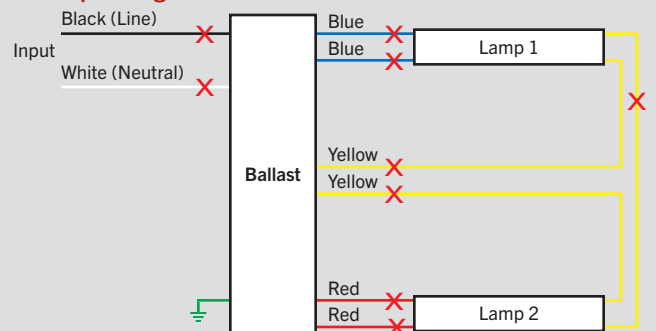 Black (Line)
Input
White (Neutral)
Blue
Blue
Lamp 1
Yellow
Yellow
Ballast
Red
Red
Lamp 2